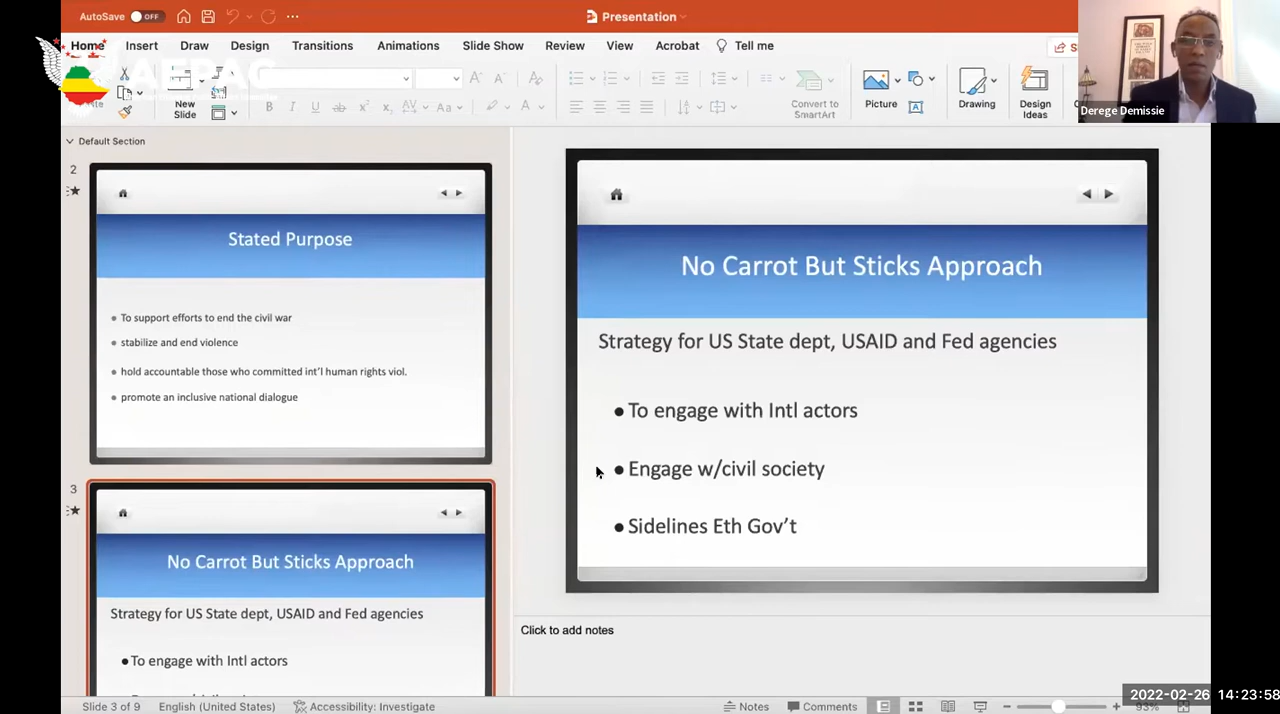 AutoSave OFF
Presentation
Home Insert Draw Design Transitions Animations Slide Show Review View Acrobat Tell me
AEPAC
New
Slide
Convert to
SmartArt
Picture
Drawing
Design
Ideas
Derege Demissie
Default Section
2
Stated Purpose
To support efforts to end the civil war
stabilize and end violence
hold accountable those who committed int'l human rights viol.
promote an inclusive national dialogue
3
No Carrot But Sticks Approach
Strategy for US State dept, USAID and Fed agencies
•To engage with Intl actors
No Carrot But Sticks Approach
Strategy for US State dept, USAID and Fed agencies
•To engage with Intl actors
•Engage w/civil society
•Sidelines Eth Gov't
Click to add notes
Slide 3 of 9 English (United States) Accessibility: Investigate Notes Comments 93%
2022-02-26 14:23:58